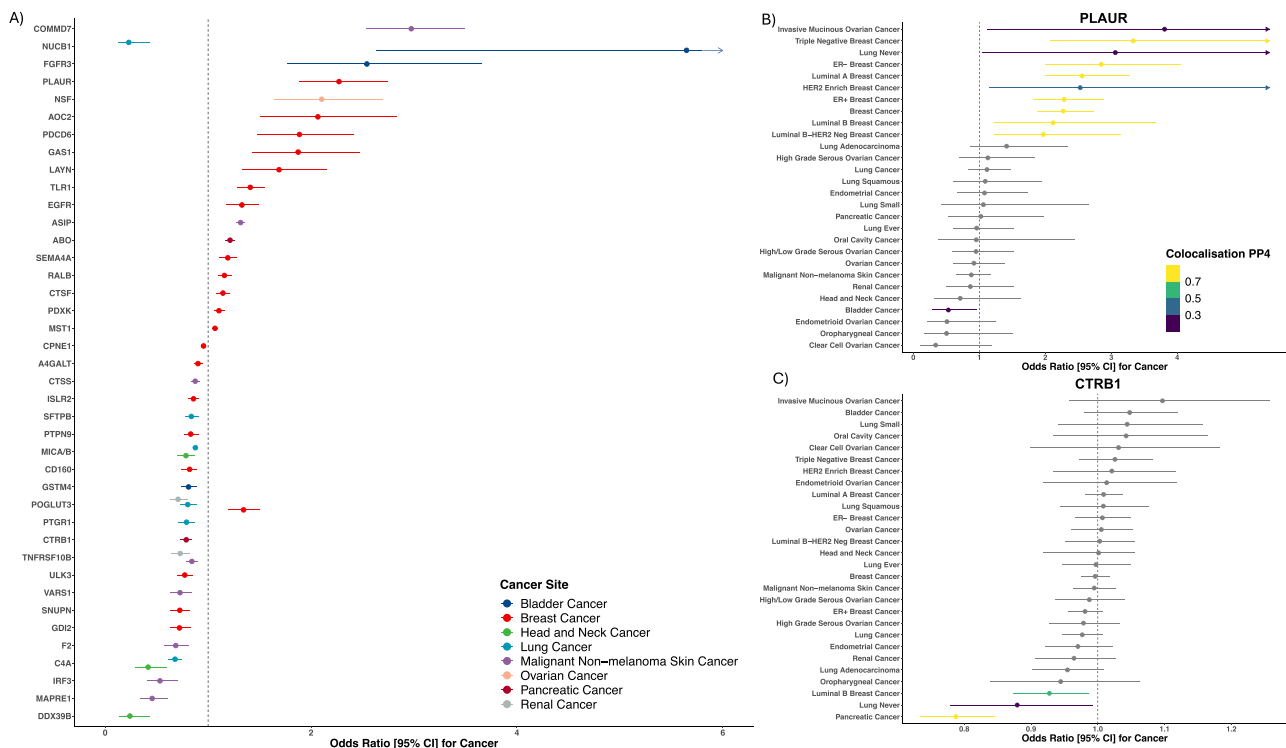 A)
COMMD7
NUCB1
FGFR3
PLAUR
NSF
AOC2
PDCD6
GAS1
LAYN
TLR1
EGFR
ASIP
ABO
SEMA4A
RALB
CTSF
PDXK
MST1
CPNE1
A4GALT
CTSS
ISLR2
SFTPB
PTPN9
MICA/B
CD160
GSTM4
POGLUT3
PTGR1
CTRB1
TNFRSF10B
ULK3
VARS1
SNUPN
GDI2
F2
C4A
IRF3
MAPRE1
DDX39B
0 2 4 6
Odds Ratio [95% CI] for Cancer
Cancer Site
Bladder Cancer
Breast Cancer
Head and Neck Cancer
Lung Cancer
Malignant Non-melanoma Skin Cancer
Ovarian Cancer
Pancreatic Cancer
Renal Cancer
B)
PLAUR
Invasive Mucinous Ovarian Cancer
Triple Negative Breast Cancer
Lung Never
ER− Breast Cancer
Luminal A Breast Cancer
HER2 Enrich Breast Cancer
ER+ Breast Cancer
Breast Cancer
Luminal B Breast Cancer
Luminal B−HER2 Neg Breast Cancer
Lung Adenocarcinoma
High Grade Serous Ovarian Cancer
Lung Cancer
Lung Squamous
Endometrial Cancer
Lung Small
Pancreatic Cancer
Lung Ever
Oral Cavity Cancer
High/Low Grade Serous Ovarian Cancer
Ovarian Cancer
Malignant Non−melanoma Skin Cancer
Renal Cancer
Head and Neck Cancer
Bladder Cancer
Endometrioid Ovarian Cancer
Oropharyngeal Cancer
Clear Cell Ovarian Cancer
0 1 2 3 4
Odds Ratio [95% CI] for Cancer
Colocalisation PP4
0.7
0.5
0.3
C)
CTRB1
Invasive Mucinous Ovarian Cancer
Bladder Cancer
Lung Small
Oral Cavity Cancer
Clear Cell Ovarian Cancer
Triple Negative Breast Cancer
HER2 Enrich Breast Cancer
Endometrioid Ovarian Cancer
Luminal A Breast Cancer
Lung Squamous
ER− Breast Cancer
Ovarian Cancer
Luminal B−HER2 Neg Breast Cancer
Head and Neck Cancer
Lung Ever
Breast Cancer
Malignant Non−melanoma Skin Cancer
High/Low Grade Serous Ovarian Cancer
ER+ Breast Cancer
High Grade Serous Ovarian Cancer
Lung Cancer
Endometrial Cancer
Renal Cancer
Lung Adenocarcinoma
Oropharyngeal Cancer
Luminal B Breast Cancer
Lung Never
Pancreatic Cancer
0.8 0.9 1.0 1.1 1.2
Odds Ratio [95% CI] for Cancer